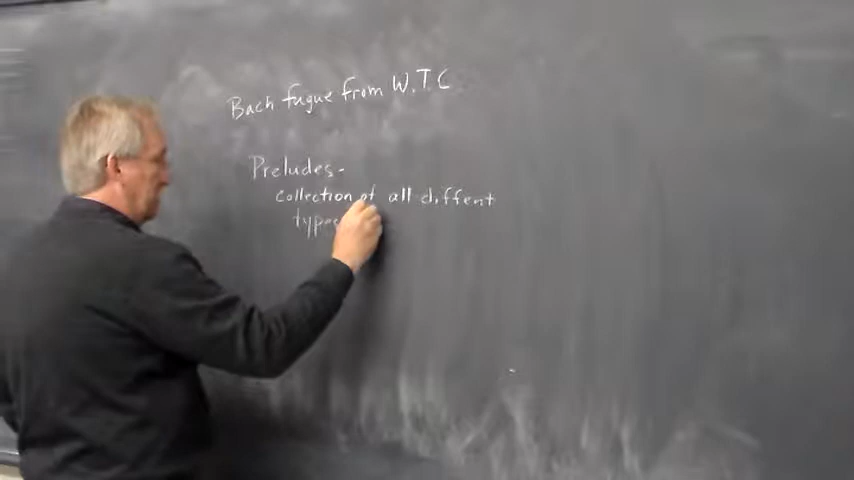 Bach fugue from W.T.C
Preludes-
collection of all diffent
types